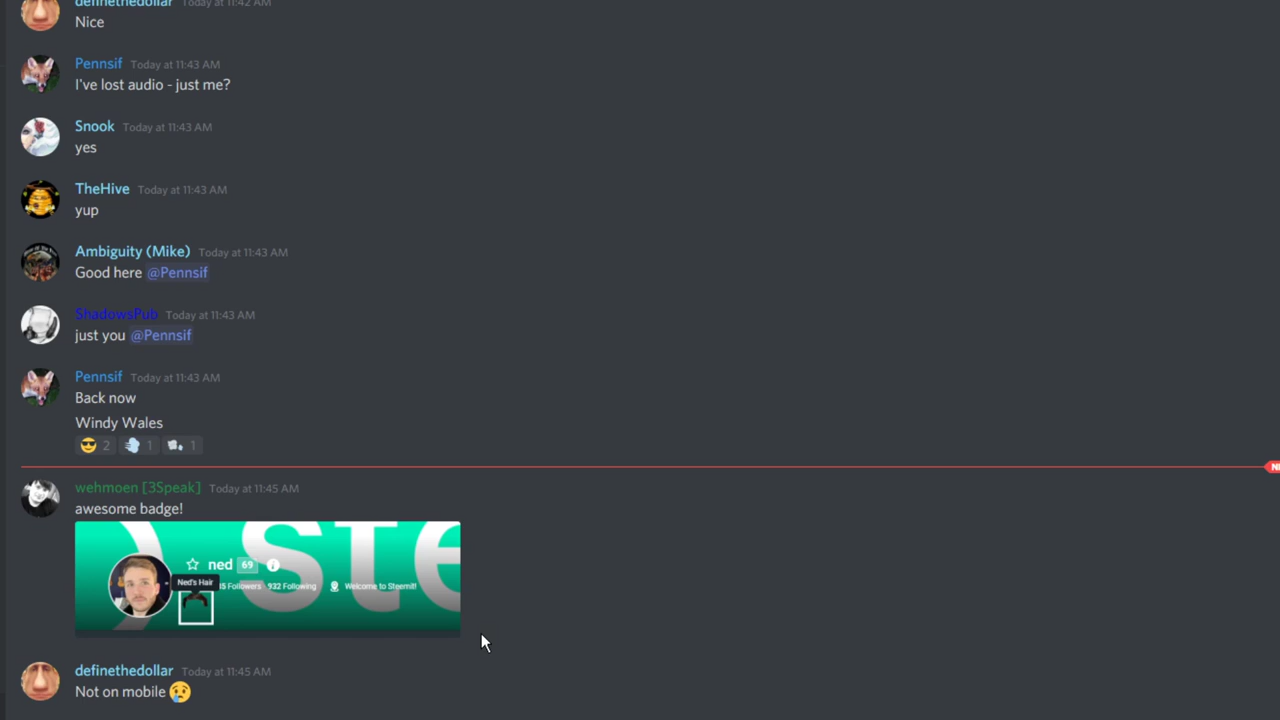 definethedollar Today at 11:42 AM
Nice
Pennsif Today at 11:43 AM
I've lost audio - just me?
Snook Today at 11:43 AM
yes
TheHive Today at 11:43 AM
yup
Ambiguity (Mike) Today at 11:43 AM
Good here @Pennsif
ShadowsPub Today at 11:43 AM
just you @Pennsif
Pennsif Today at 11:43 AM
Back now
Windy Wales
2 1 1
wehmoen [3Speak] Today at 11:45 AM
awesome badge!
ste
ned 69
Ned's Hair
Followers · 932 Following Welcome to Steemit!
definethedollar Today at 11:45 AM
Not on mobile